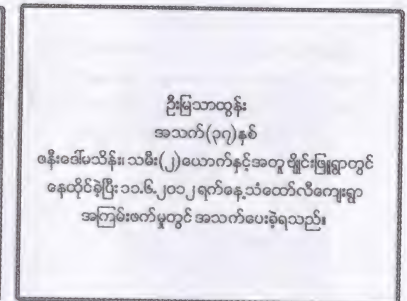 ဦးမြသာထွန်း
အသက်(၃၇)နှစ်
ဇနီးဒေါ်မသိန်း၊ သမီး(၂)ယောက်နှင့်အတူ ချိုင်းဖြူရွာတွင်
နေထိုင်ခဲ့ပြီး ၁၁.၆.၂၀၁၂ ရက်နေ့ သံတော်လီကျေးရွာ
အကြမ်းဖက်မှုတွင် အသက်ပေးခဲ့ရသည်။